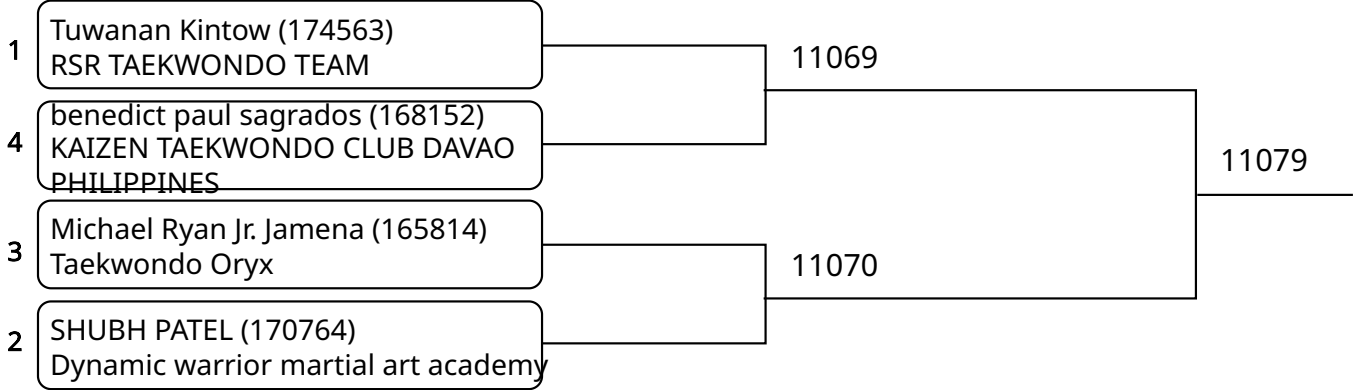 1
Tuwanan Kintow (174563)
RSR TAEKWONDO TEAM
11069
4
benedict paul sagrados (168152)
KAIZEN TAEKWONDO CLUB DAVAO
PHILIPPINES
11079
3
Michael Ryan Jr. Jamena (165814)
Taekwondo Oryx
11070
2
SHUBH PATEL (170764)
Dynamic warrior martial art academy